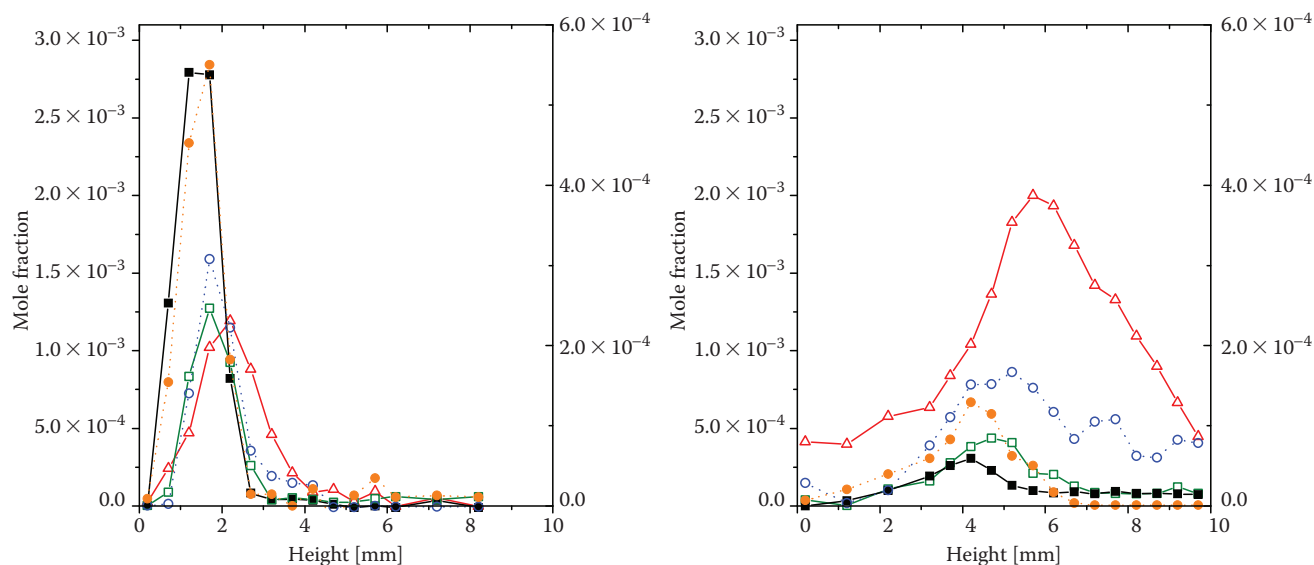 Mole fraction
3.0 × 10⁻³
2.5 × 10⁻³
2.0 × 10⁻³
1.5 × 10⁻³
1.0 × 10⁻³
5.0 × 10⁻⁴
0.0
6.0 × 10⁻⁴
4.0 × 10⁻⁴
2.0 × 10⁻⁴
0.0
0 2 4 6 8 10
Height [mm]
Mole fraction
3.0 × 10⁻³
2.5 × 10⁻³
2.0 × 10⁻³
1.5 × 10⁻³
1.0 × 10⁻³
5.0 × 10⁻⁴
0.0
6.0 × 10⁻⁴
4.0 × 10⁻⁴
2.0 × 10⁻⁴
0.0
0 2 4 6 8 10
Height [mm]